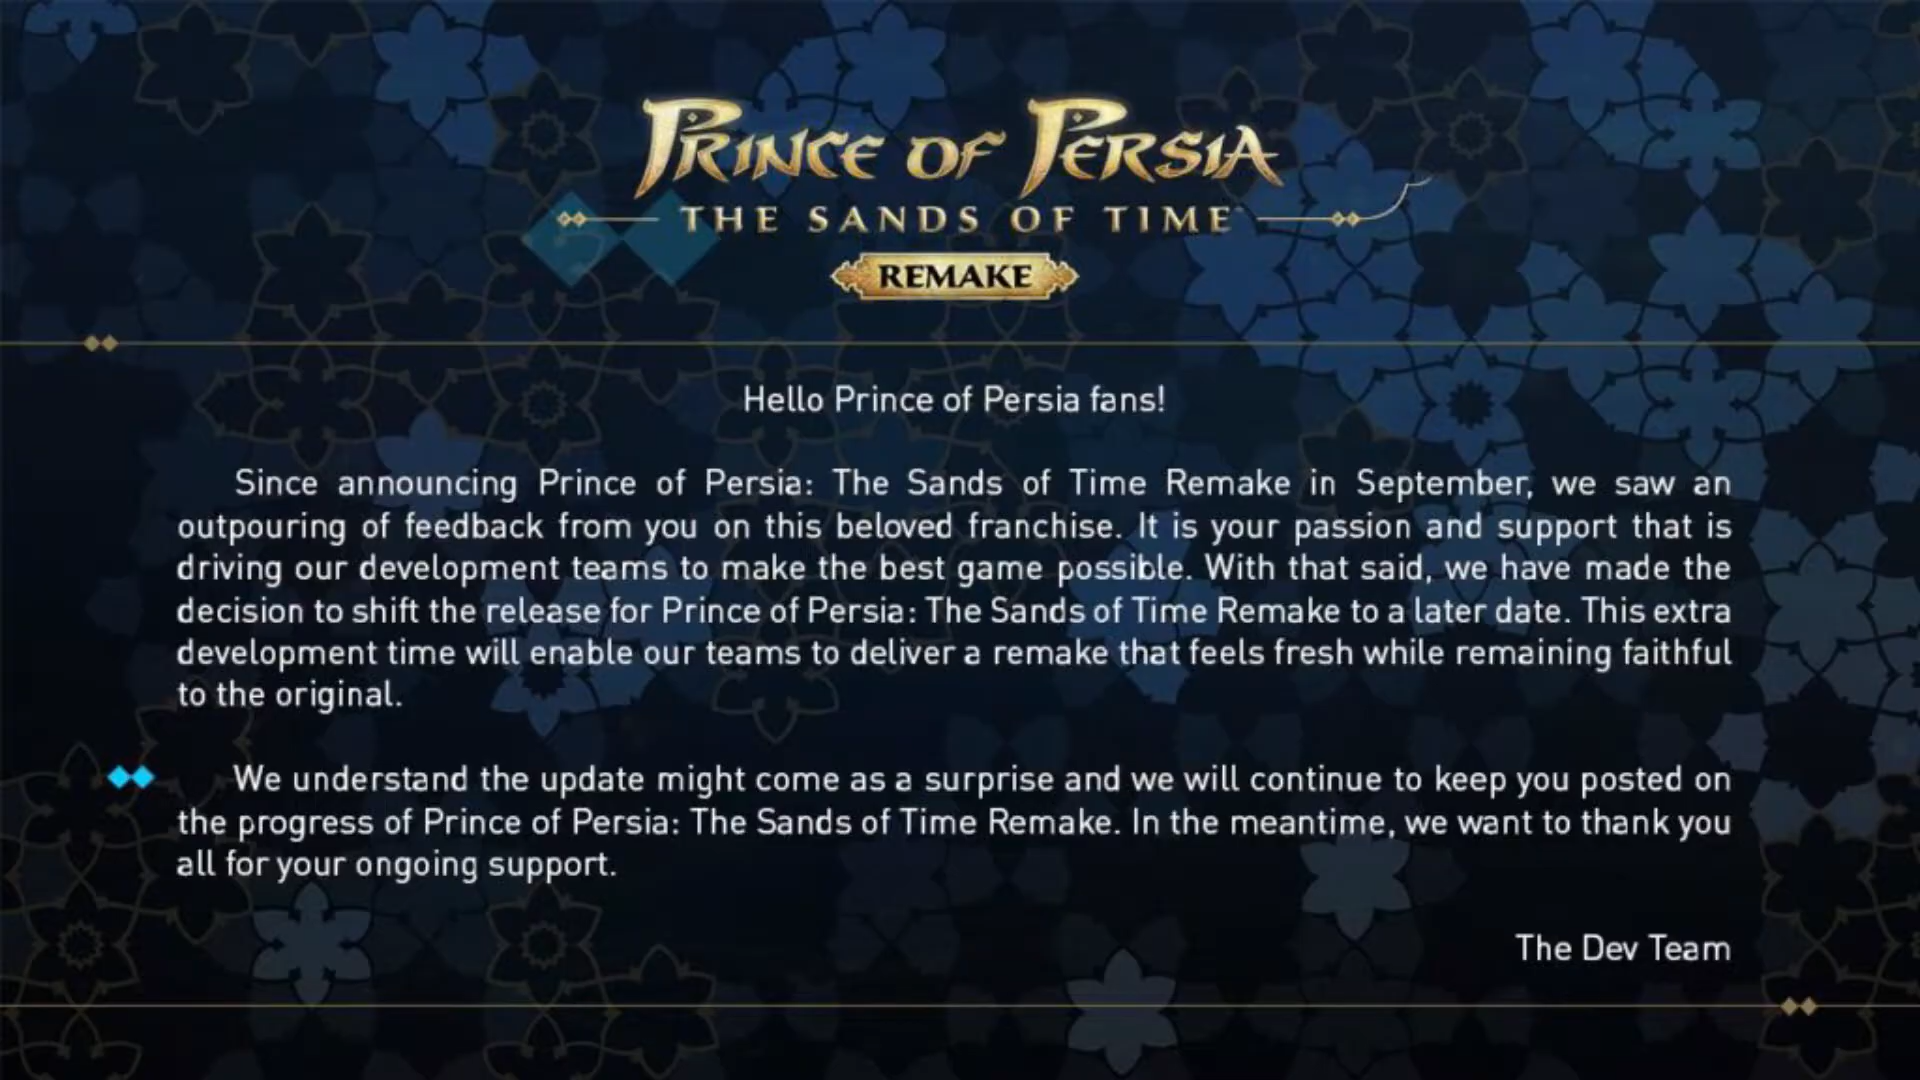 PRINCE OF PERSIA
THE SANDS OF TIME
REMAKE
Hello Prince of Persia fans!
Since announcing Prince of Persia: The Sands of Time Remake in September, we saw an
outpouring of feedback from you on this beloved franchise. It is your passion and support that is
driving our development teams to make the best game possible. With that said, we have made the
decision to shift the release for Prince of Persia: The Sands of Time Remake to a later date. This extra
development time will enable our teams to deliver a remake that feels fresh while remaining faithful
to the original.
We understand the update might come as a surprise and we will continue to keep you posted on
the progress of Prince of Persia: The Sands of Time Remake. In the meantime, we want to thank you
all for your ongoing support.
The Dev Team